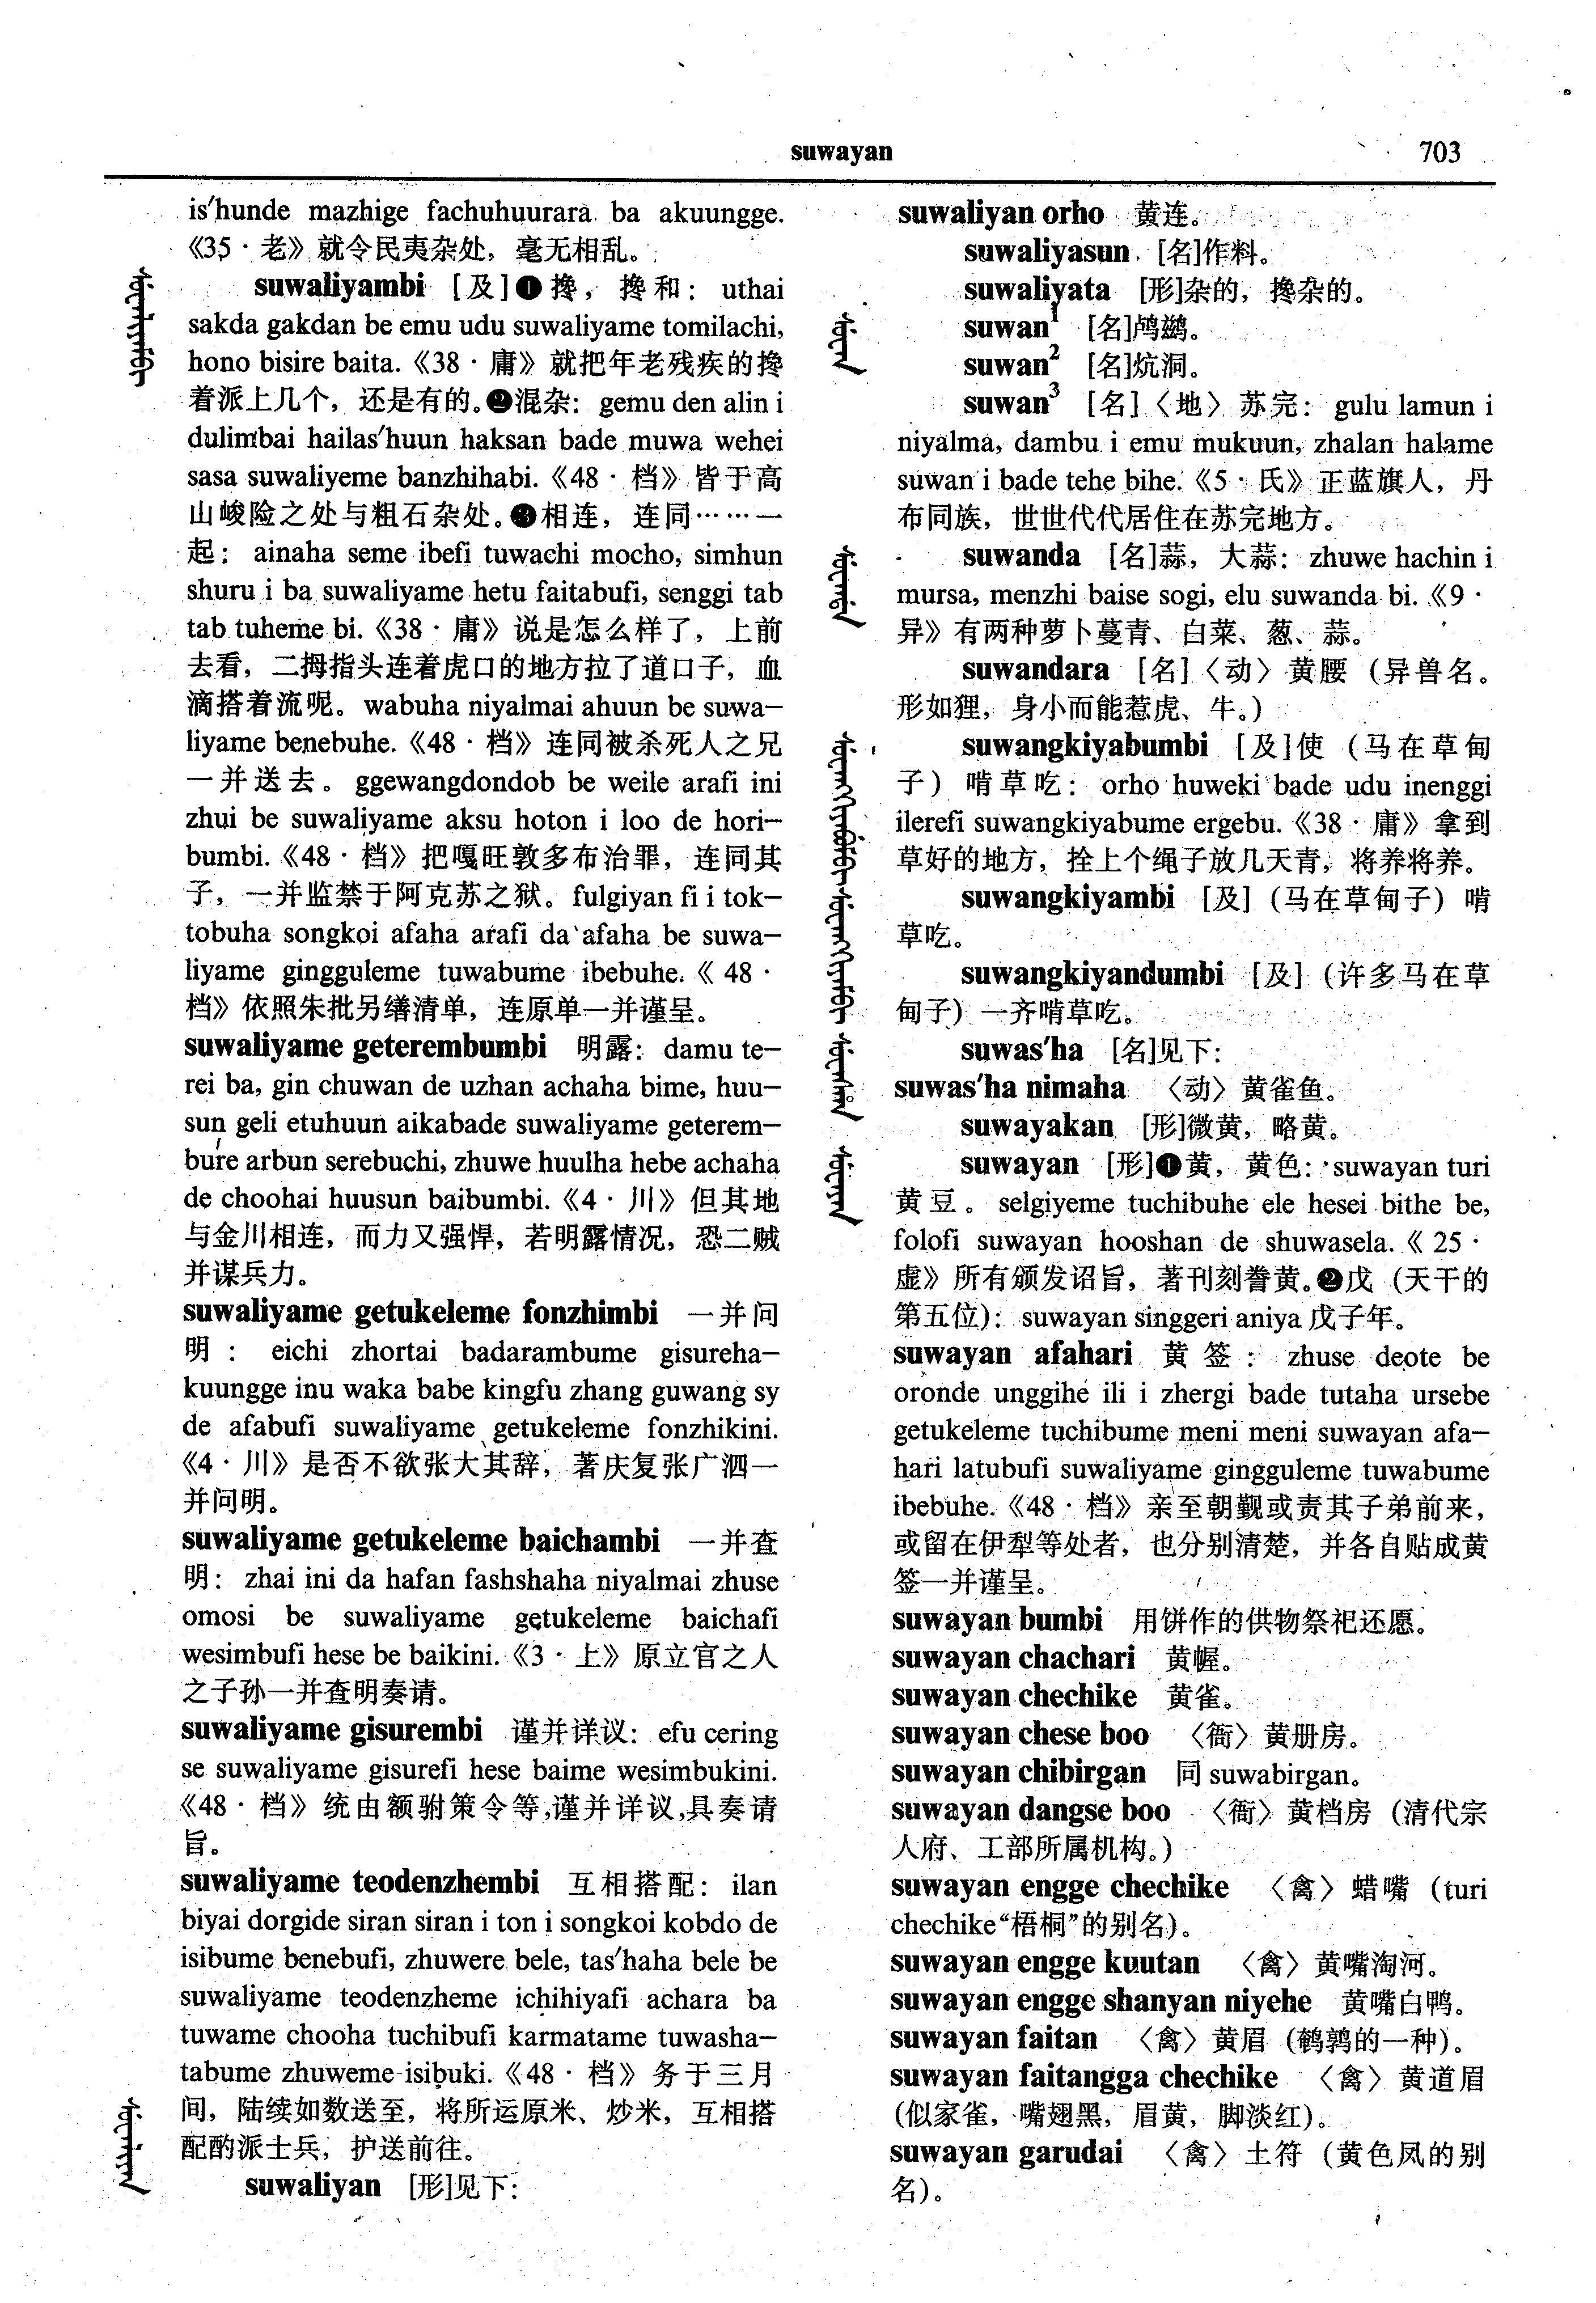 suwayan
703
is'hunde mazhige fachuhuurara ba akuungge.
《35·老》就令民夷杂处，毫无相乱。
suwaliyambi [及]❶搀，搀和：uthai
sakda gakdan be emu udu suwaliyame tomilachi,
hono bisire baita.《38·庸》就把年老残疾的搀
着派上几个，还是有的。❷混杂：gemu den alin i
dulimbai hailas'huun haksan bade muwa wehei
sasa suwaliyeme banzhihabi.《48·档》皆于高
山峻险之处与粗石杂处。❸相连，连同……一
起：ainaha seme ibefi tuwachi mocho, simhun
shuru i ba suwaliyame hetu faitabufi, senggi tab
tab tuheme bi.《38·庸》说是怎么样了，上前
去看，二拇指头连着虎口的地方拉了道口子，血
滴搭着流呢。wabuha niyalmai ahuun be suwa-
liyame benebuhe.《48·档》连同被杀死人之兄
一并送去。ggewangdondob be weile arafi ini
zhui be suwaliyame aksu hoton i loo de hori-
bumbi.《48·档》把嘎旺敦多布治罪，连同其
子，一并监禁于阿克苏之狱。fulgiyan fi i tok-
tobuha songkoi afaha arafi da afaha be suwa-
liyame gingguleme tuwabume ibebuhe.《48·
档》依照朱批另缮清单，连原单一并谨呈。
suwaliyame geterembumbi 明露：damu te-
rei ba, gin chuwan de uzhan achaha bime, huu-
sun geli etuhuun aikabade suwaliyame geterem-
bure arbun serebuchi, zhuwe huulha hebe achaha
de choohai huusun baibumbi.《4·川》但其地
与金川相连，而力又强悍，若明露情况，恐二贼
并谋兵力。
suwaliyame getukeleme fonzhimbi 一并问
明：eichi zhortai badarambume gisureha-
kuungge inu waka babe kingfu zhang guwang sy
de afabufi suwaliyame getukeleme fonzhikini.
《4·川》是否不欲张大其辞，著庆复张广泗一
并问明。
suwaliyame getukeleme baichambi 一并查
明：zhai ini da hafan fashshaha niyalmai zhuse
omosi be suwaliyame getukeleme baichafi
wesimbufi hese be baikini.《3·上》原立官之人
之子孙一并查明奏请。
suwaliyame gisurembi 谨并详议：efu cering
se suwaliyame gisurefi hese baime wesimbukini.
《48·档》统由额驸策令等,谨并详议,具奏请
旨。
suwaliyame teodenzhembi 互相搭配：ilan
biyai dorgide siran siran i ton i songkoi kobdo de
isibume benebufi, zhuwere bele, tas'haha bele be
suwaliyame teodenzheme ichihiyafi achara ba
tuwame chooha tuchibufi karmatame tuwasha-
tabume zhuweme isibuki.《48·档》务于三月
间，陆续如数送至，将所运原米、炒米，互相搭
配酌派士兵，护送前往。
suwaliyan [形]见下：
suwaliyan orho 黄连。
suwaliyasun [名]作料。
suwaliyata [形]杂的，搀杂的。
suwan¹ [名]鸬鹚。
suwan² [名]炕洞。
suwan³ [名]〈地〉苏完：gulu lamun i
niyalma, dambu i emu mukuun, zhalan halame
suwan i bade tehe bihe.《5·氏》正蓝旗人，丹
布同族，世世代代居住在苏完地方。
suwanda [名]蒜，大蒜：zhuwe hachin i
mursa, menzhi baise sogi, elu suwanda bi.《9·
异》有两种萝卜蔓青、白菜、葱、蒜。
suwandara [名]〈动〉黄腰（异兽名。
形如狸，身小而能惹虎、牛。）
suwangkiyabumbi [及]使（马在草甸
子）啃草吃：orho huweki bade udu inenggi
ilerefi suwangkiyabume ergebu.《38·庸》拿到
草好的地方，拴上个绳子放几天青，将养将养。
suwangkiyambi [及]（马在草甸子）啃
草吃。
suwangkiyandumbi [及]（许多马在草
甸子）一齐啃草吃。
suwas'ha [名]见下：
suwas'ha nimaha 〈动〉黄雀鱼。
suwayakan [形]微黄，略黄。
suwayan [形]❶黄，黄色：suwayan turi
黄豆。selgiyeme tuchibuhe ele hesei bithe be,
folofi suwayan hooshan de shuwasela.《25·
虚》所有颁发诏旨，著刊刻誊黄。❷戊（天干的
第五位）：suwayan singgeri aniya 戊子年。
suwayan afahari 黄签：zhuse deote be
oronde unggihe ili i zhergi bade tutaha ursebe
getukeleme tuchibume meni meni suwayan afa-
hari latubufi suwaliyame gingguleme tuwabume
ibebuhe.《48·档》亲至朝觐或责其子弟前来，
或留在伊犁等处者，也分别清楚，并各自贴成黄
签一并谨呈。
suwayan bumbi 用饼作的供物祭祀还愿。
suwayan chachari 黄幄。
suwayan chechike 黄雀。
suwayan chese boo 〈衙〉黄册房。
suwayan chibirgan 同 suwabirgan。
suwayan dangse boo 〈衙〉黄档房（清代宗
人府、工部所属机构。）
suwayan engge chechike 〈禽〉蜡嘴（turi
chechike“梧桐”的别名）。
suwayan engge kuutan 〈禽〉黄嘴淘河。
suwayan engge shanyan niyehe 黄嘴白鸭。
suwayan faitan 〈禽〉黄眉（鹌鹑的一种）。
suwayan faitangga chechike 〈禽〉黄道眉
（似家雀，嘴翅黑，眉黄，脚淡红）。
suwayan garudai 〈禽〉土符（黄色凤的别
名）。